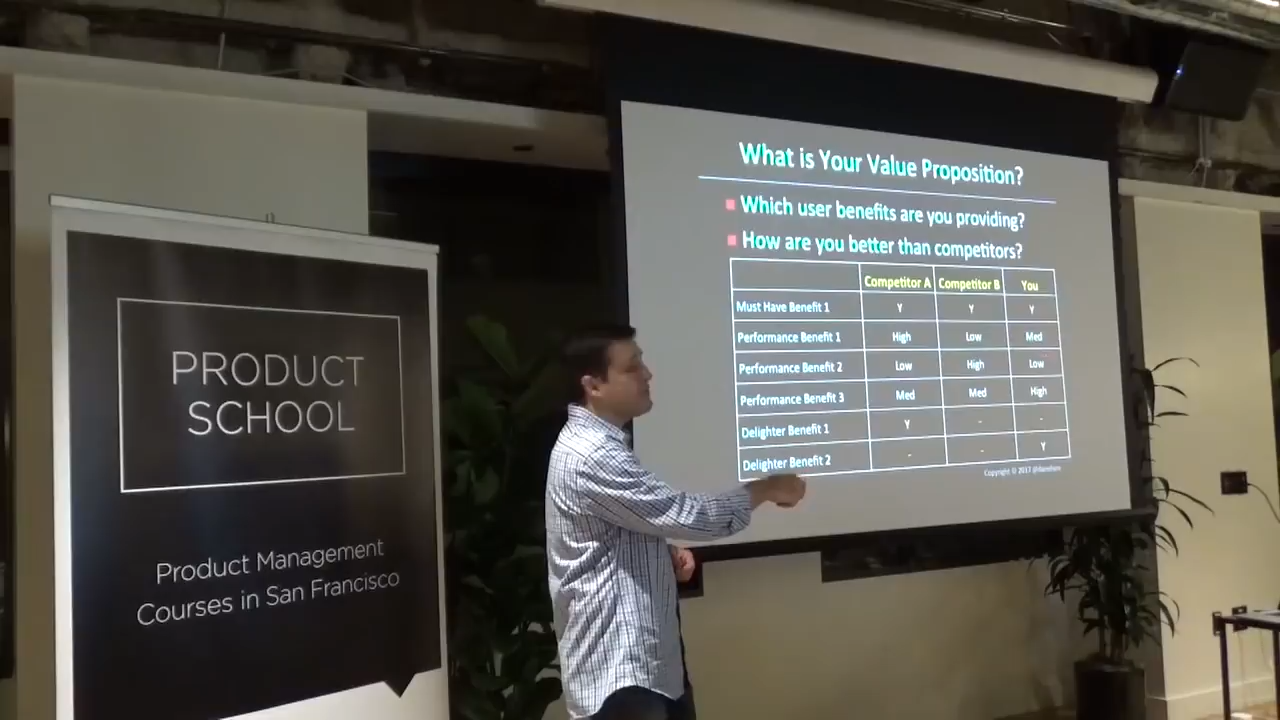 PRODUCT
SCHOOL
Product Management
Courses in San Francisco
What is Your Value Proposition?
Which user benefits are you providing?
How are you better than competitors?
Competitor A Competitor B You
Must Have Benefit 1 Y Y Y
Performance Benefit 1 High Low Med
Performance Benefit 2 Low High Low
Performance Benefit 3 Med Med High
Delighter Benefit 1 Y - -
Delighter Benefit 2 - - Y
Copyright © 2017